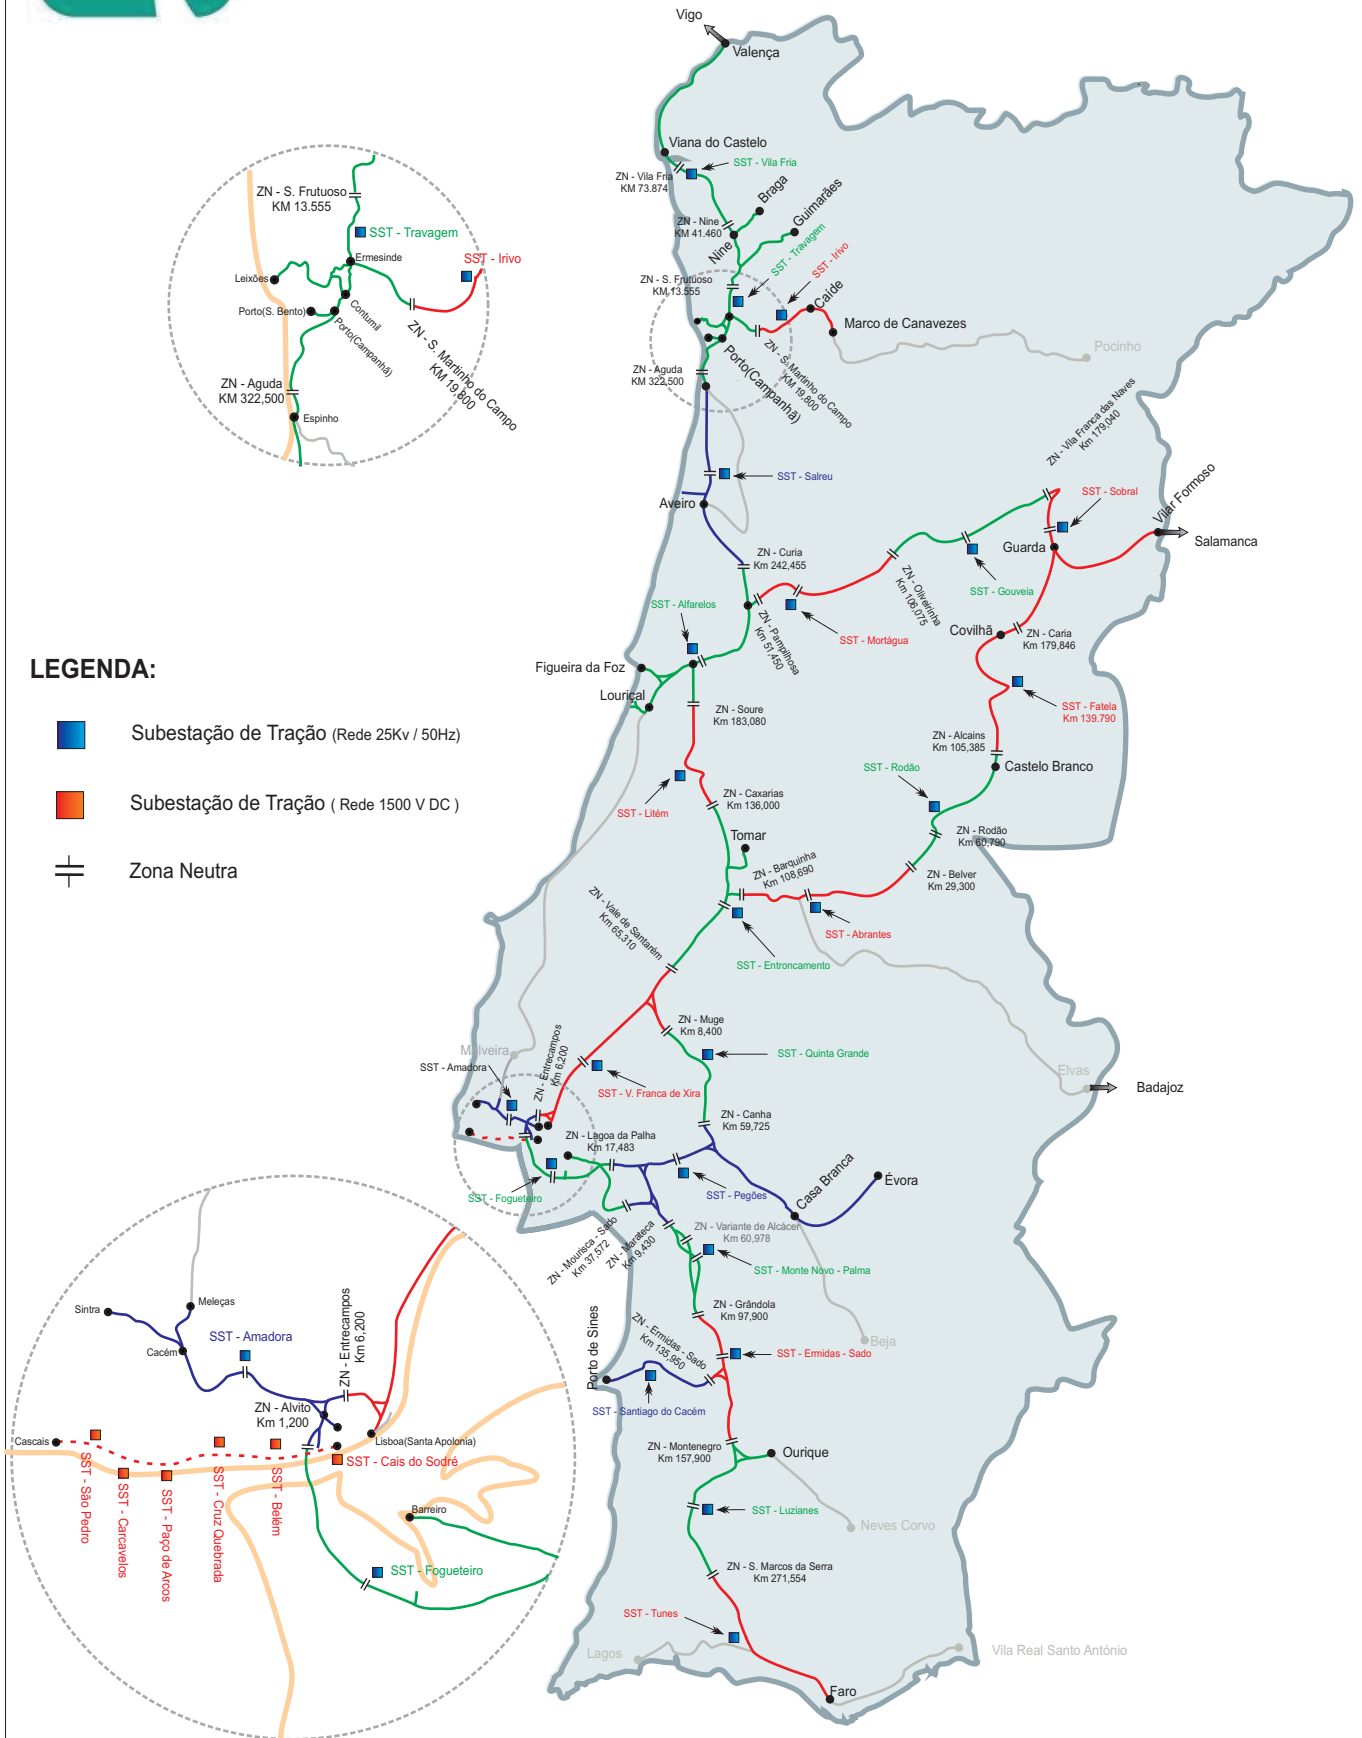 Vigo
Valença
Viana do Castelo
SST - Vila Fria
ZN - Vila Fria
KM 73.874
Braga
Guimarães
ZN - Nine
KM 41.460
Nine
SST - Travagem
SST - Irivo
ZN - S. Frutuoso
KM 13.555
Caíde
Marco de Canavezes
Pocinho
ZN - Aguda
KM 322,500
Porto(Campanhã)
ZN - S. Martinho do Campo
KM 19,800
ZN - S. Frutuoso
KM 13.555
SST - Travagem
Ermesinde
SST - Irivo
Leixões
Contumil
Porto(S. Bento)
Porto(Campanhã)
ZN - S. Martinho do Campo
KM 19,800
ZN - Aguda
KM 322,500
Espinho
ZN - Vila Franca das Naves
Km 179,040
SST - Salreu
SST - Sobral
Vilar Formoso
Salamanca
Aveiro
Guarda
ZN - Curia
Km 242,455
ZN - Oliveirinha
Km 106,075
SST - Gouveia
SST - Alfarelos
ZN - Pampilhosa
Km 51,450
SST - Mortágua
Covilhã
ZN - Caria
Km 179,846
Figueira da Foz
Louriçal
SST - Fatela
Km 139.790
ZN - Soure
Km 183,080
ZN - Alcains
Km 105,385
Castelo Branco
SST - Rodão
LEGENDA:
Subestação de Tração (Rede 25Kv / 50Hz)
Subestação de Tração ( Rede 1500 V DC )
Zona Neutra
SST - Litém
ZN - Caxarias
Km 136,000
Tomar
ZN - Rodão
Km 60,790
ZN - Barquinha
Km 108,690
ZN - Belver
Km 29,300
ZN - Vale de Santarém
Km 65,310
SST - Abrantes
SST - Entroncamento
ZN - Muge
Km 8,400
Malveira
ZN - Entrecampos
Km 6,200
SST - Quinta Grande
SST - Amadora
SST - V. Franca de Xira
Elvas
Badajoz
ZN - Canha
Km 59,725
ZN - Lagoa da Palha
Km 17,483
SST - Fogueteiro
SST - Pegões
Casa Branca
Évora
ZN - Mourisca - Sado
Km 37,572
ZN - Marateca
Km 9,430
ZN - Variante de Alcácer
Km 60,978
SST - Monte Novo - Palma
ZN - Grândola
Km 97,900
Porto de Sines
ZN - Ermidas - Sado
Km 135,950
SST - Ermidas - Sado
Beja
SST - Santiago do Cacém
ZN - Montenegro
Km 157,900
Ourique
SST - Luzianes
Neves Corvo
ZN - S. Marcos da Serra
Km 271,554
SST - Tunes
Lagos
Vila Real Santo António
Faro
Sintra
Meleças
Cacém
SST - Amadora
ZN - Entrecampos
Km 6,200
ZN - Alvito
Km 1,200
Cascais
Lisboa(Santa Apolonia)
SST - Cais do Sodré
SST - São Pedro
SST - Carcavelos
SST - Paço de Arcos
SST - Cruz Quebrada
SST - Belém
Barreiro
SST - Fogueteiro